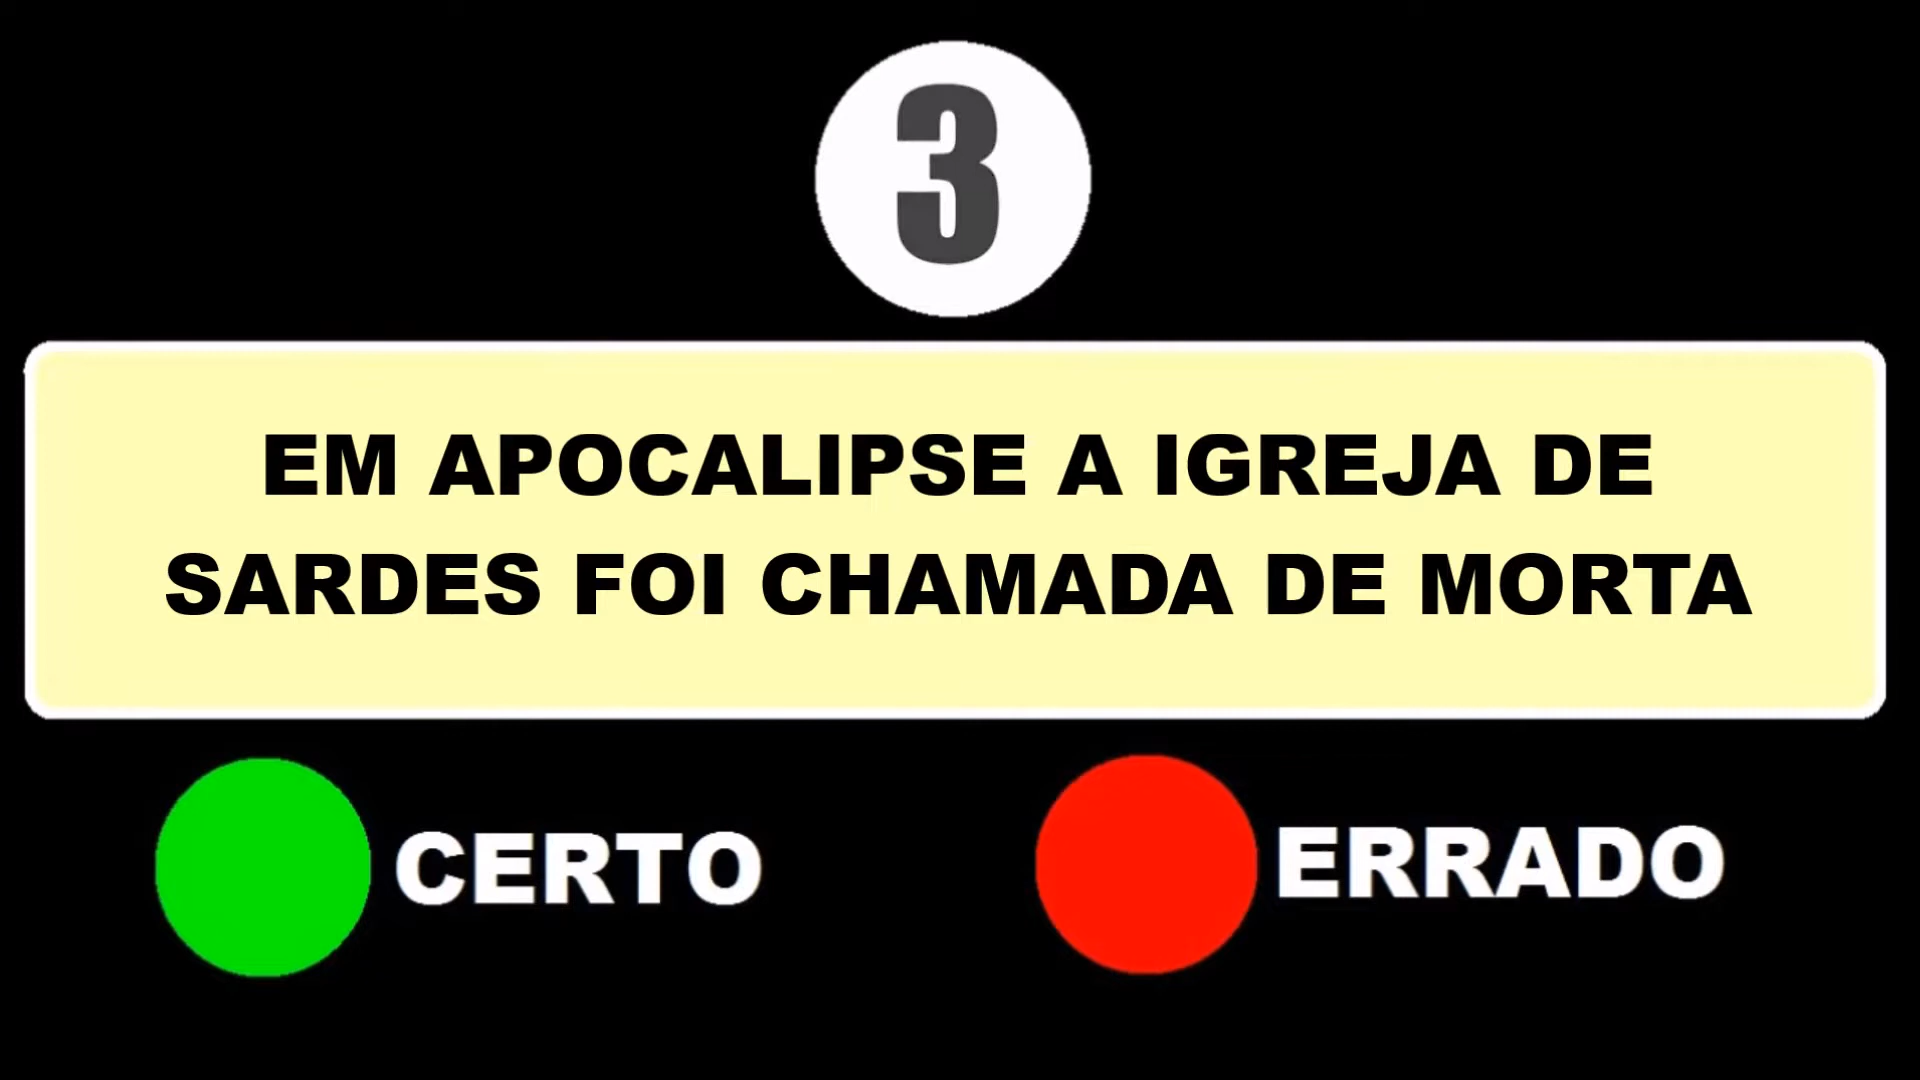 3
EM APOCALIPSE A IGREJA DE
SARDES FOI CHAMADA DE MORTA
CERTO
ERRADO